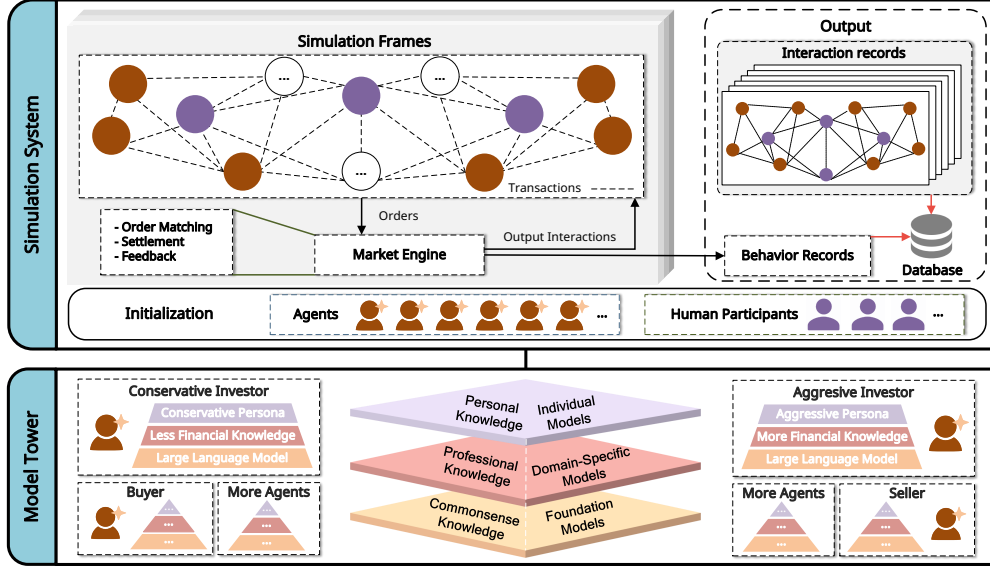 Simulation System
Simulation Frames
...
...
...
Transactions
Orders
- Order Matching
- Settlement
- Feedback
Market Engine
Output Interactions
Output
Interaction records
Behavior Records
Database
Initialization
Agents
...
Human Participants
...
Model Tower
Conservative Investor
Conservative Persona
Less Financial Knowledge
Large Language Model
Buyer
...
...
...
More Agents
...
...
...
Personal
Knowledge
Individual
Models
Professional
Knowledge
Domain-Specific
Models
Commonsense
Knowledge
Foundation
Models
Aggresive Investor
Aggressive Persona
More Financial Knowledge
Large Language Model
More Agents
...
...
...
Seller
...
...
...